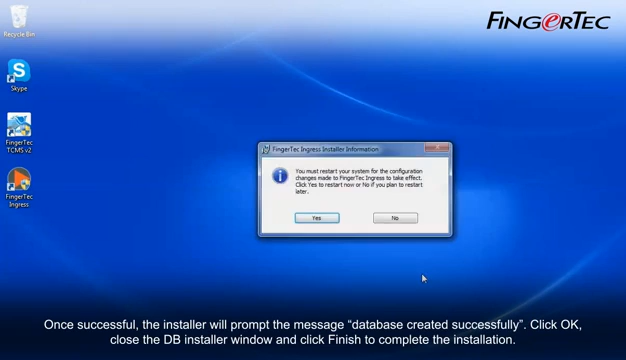 FINGERTEC
Recycle Bin
Skype
FingerTec
TCMS v2
FingerTec
Ingress
FingerTec Ingress Installer Information
You must restart your system for the configuration
changes made to FingerTec Ingress to take effect.
Click Yes to restart now or No if you plan to restart
later.
Yes
No
Once successful, the installer will prompt the message “database created successfully”. Click OK,
close the DB installer window and click Finish to complete the installation.